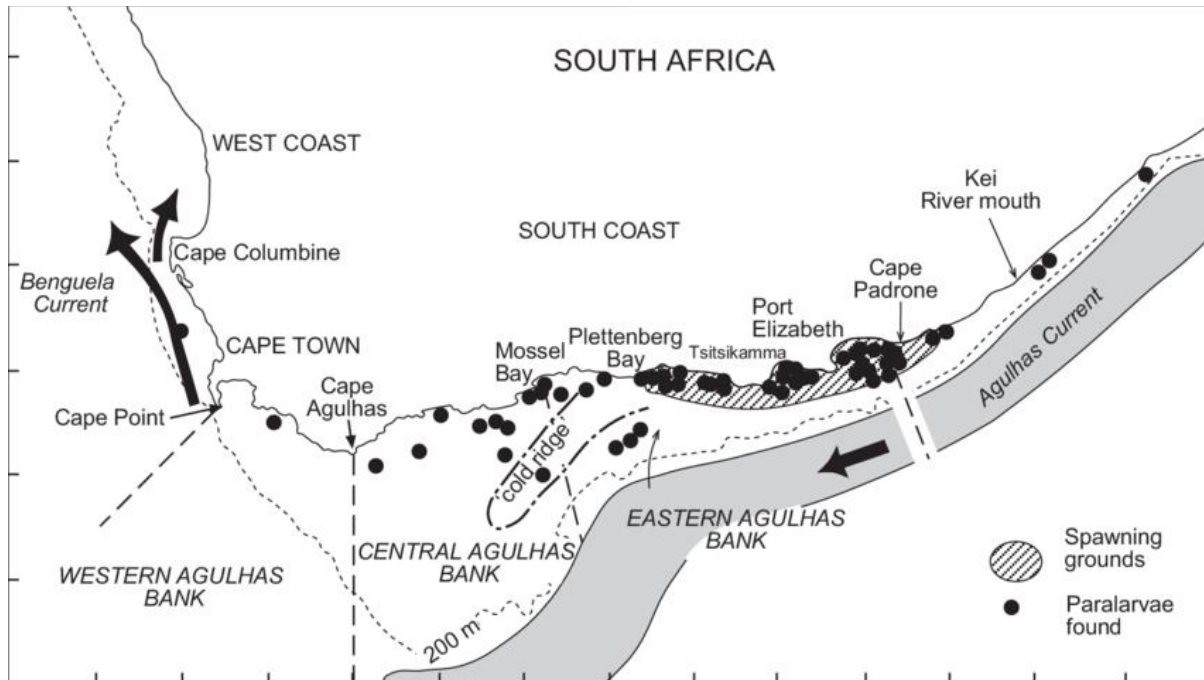 SOUTH AFRICA
WEST COAST
Kei
River mouth
SOUTH COAST
Cape Columbine
Benguela
Current
Cape
Padrone
Port
Elizabeth
Plettenberg
Bay
Tsitsikamma
Agulhas Current
CAPE TOWN
Mossel
Bay
Cape
Agulhas
Cape Point
cold ridge
EASTERN AGULHAS
BANK
CENTRAL AGULHAS
BANK
WESTERN AGULHAS
BANK
200 m
Spawning
grounds
Paralarvae
found